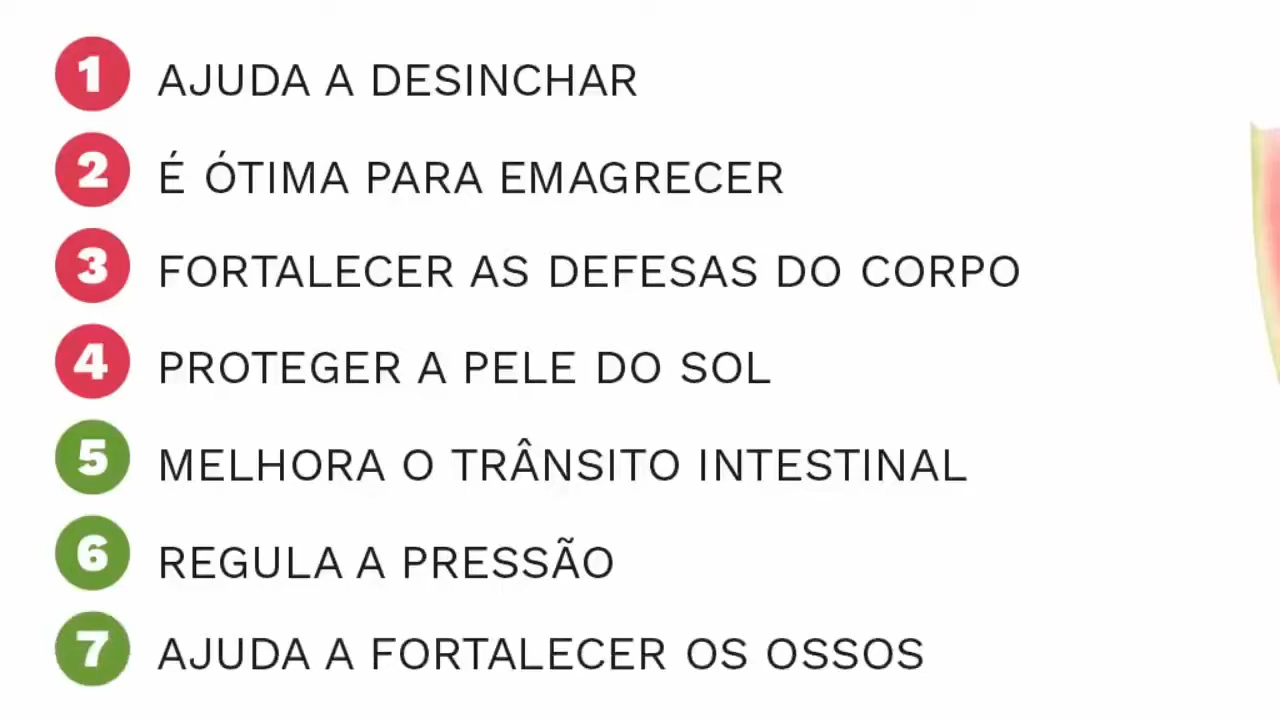 1 AJUDA A DESINCHAR
2 É ÓTIMA PARA EMAGRECER
3 FORTALECER AS DEFESAS DO CORPO
4 PROTEGER A PELE DO SOL
5 MELHORA O TRÂNSITO INTESTINAL
6 REGULA A PRESSÃO
7 AJUDA A FORTALECER OS OSSOS